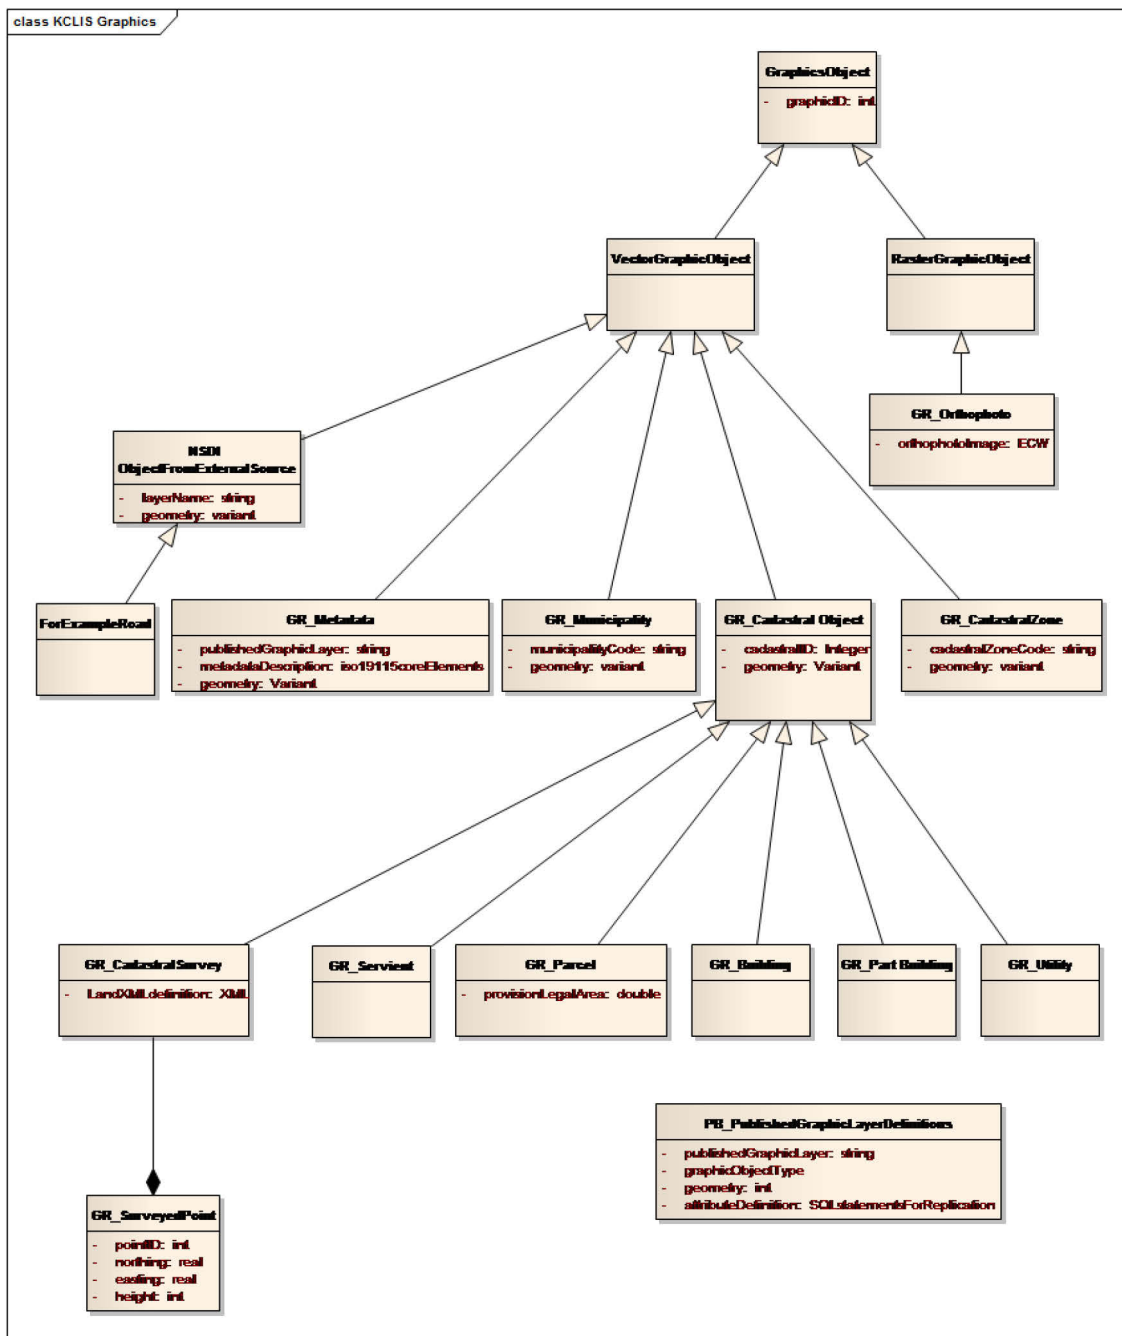 class KCLIS Graphics
GraphicsObject
- graphicID: int
VectorGraphicObject
RasterGraphicObject
GR_Orthophoto
- orthophotoImage: ECW
NSDI
ObjectFromExternalSource
- layerName: string
- geometry: variant
ForExampleRoad
GR_Metadata
- publishedGraphicLayer: string
- metadataDescription: iso19115coreElements
- geometry: Variant
GR_Municipality
- municipalityCode: string
- geometry: variant
GR_Cadastral Object
- cadastralID: Integer
- geometry: Variant
GR_CadastralZone
- cadastralZoneCode: string
- geometry: variant
GR_CadastralSurvey
- LandXMLdefinition: XML
GR_Servient
GR_Parcel
- provisionLegalArea: double
GR_Building
GR_Part Building
GR_Utility
PB_PublishedGraphicLayerDefinitions
- publishedGraphicLayer: string
- graphicObjectType
- geometry: int
- attributeDefinition: SQLstatementsForReplication
GR_SurveyedPoint
- pointID: int
- northing: real
- easting: real
- height: int